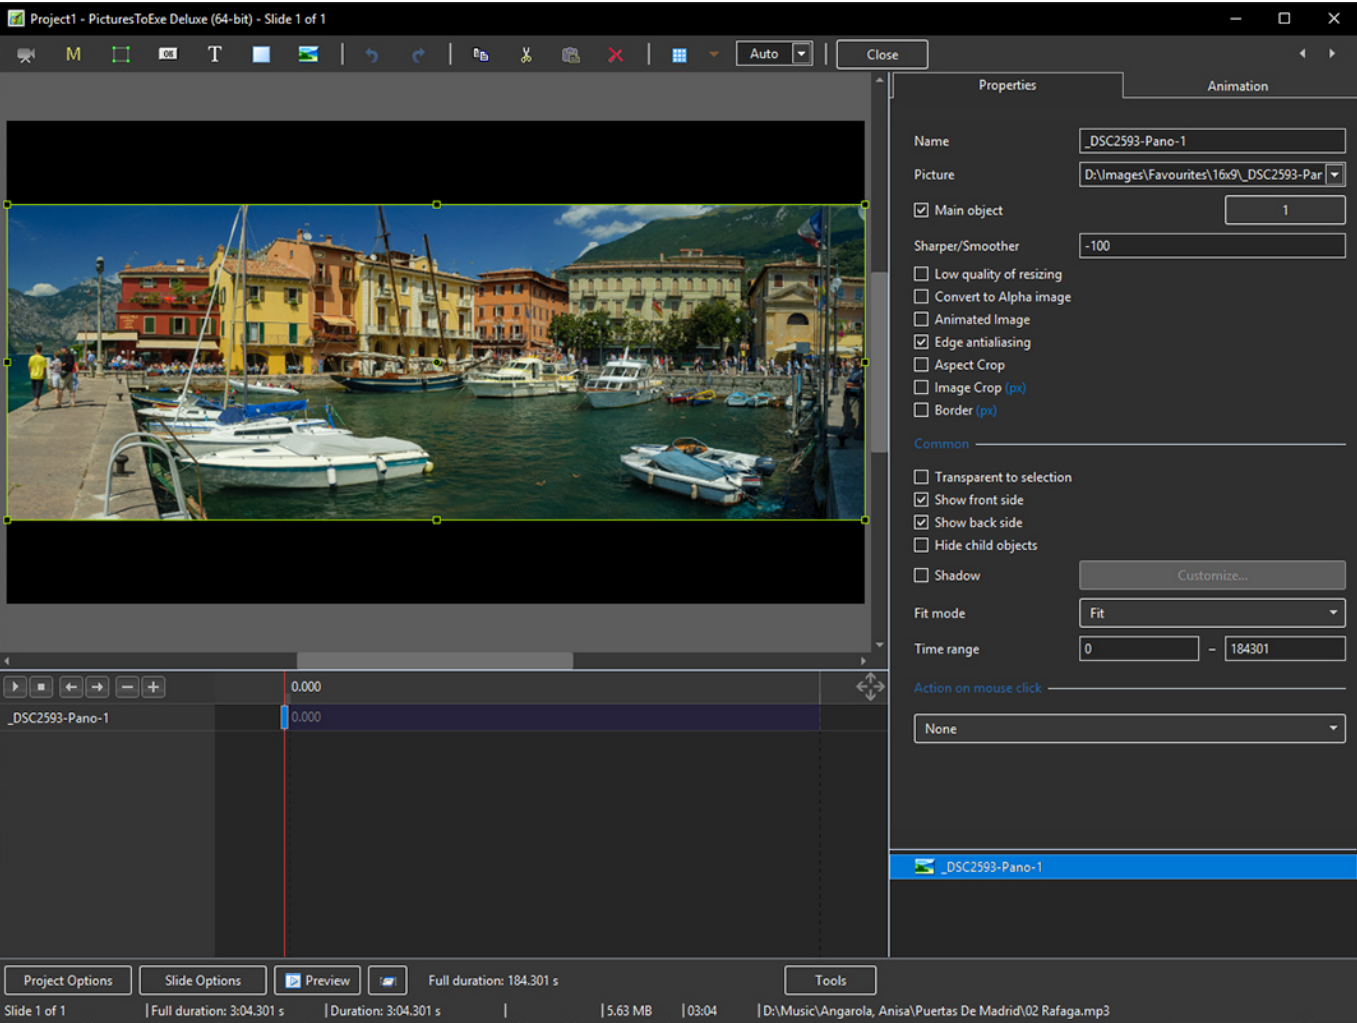 Project1 - PicturesToExe Deluxe (64-bit) - Slide 1 of 1
M OK T Auto Close
Properties Animation
Name _DSC2593-Pano-1
Picture D:\Images\Favourites\16x9\_DSC2593-Par
Main object 1
Sharper/Smoother -100
Low quality of resizing
Convert to Alpha image
Animated Image
Edge antialiasing
Aspect Crop
Image Crop (px)
Border (px)
Common
Transparent to selection
Show front side
Show back side
Hide child objects
Shadow Customize...
Fit mode Fit
Time range 0 – 184301
Action on mouse click
None
0.000
_DSC2593-Pano-1 0.000
_DSC2593-Pano-1
Project Options Slide Options Preview Full duration: 184.301 s Tools
Slide 1 of 1 |Full duration: 3:04.301 s |Duration: 3:04.301 s | |5.63 MB |03:04 |D:\Music\Angarola, Anisa\Puertas De Madrid\02 Rafaga.mp3